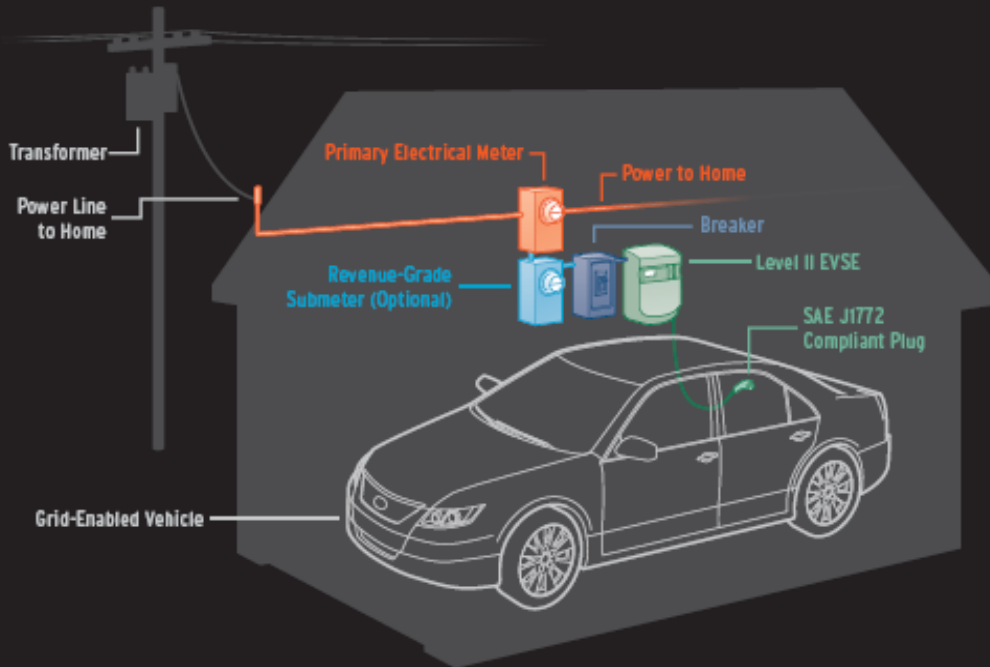 Transformer
Power Line
to Home
Primary Electrical Meter
Power to Home
Breaker
Revenue-Grade
Submeter (Optional)
Level II EVSE
SAE J1772
Compliant Plug
Grid-Enabled Vehicle